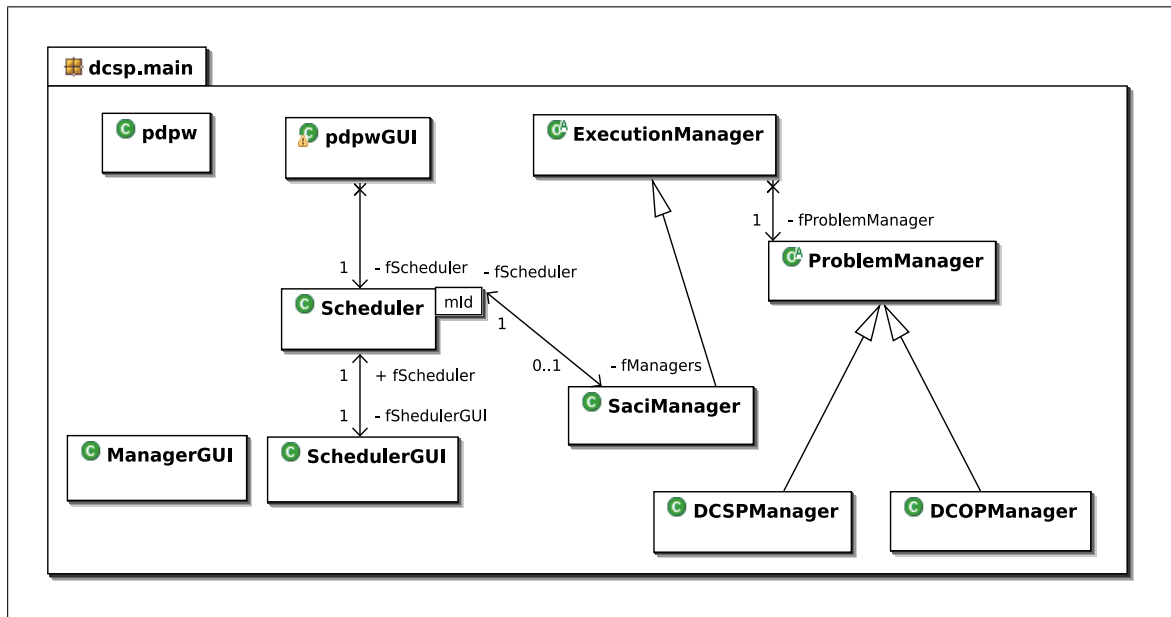 dcsp.main
pdpw
pdpwGUI
ExecutionManager
1
- fProblemManager
ProblemManager
1
- fScheduler
- fScheduler
Scheduler
mId
1
1
+ fScheduler
0..1
- fManagers
SaciManager
1
- fShedulerGUI
ManagerGUI
SchedulerGUI
DCSPManager
DCOPManager